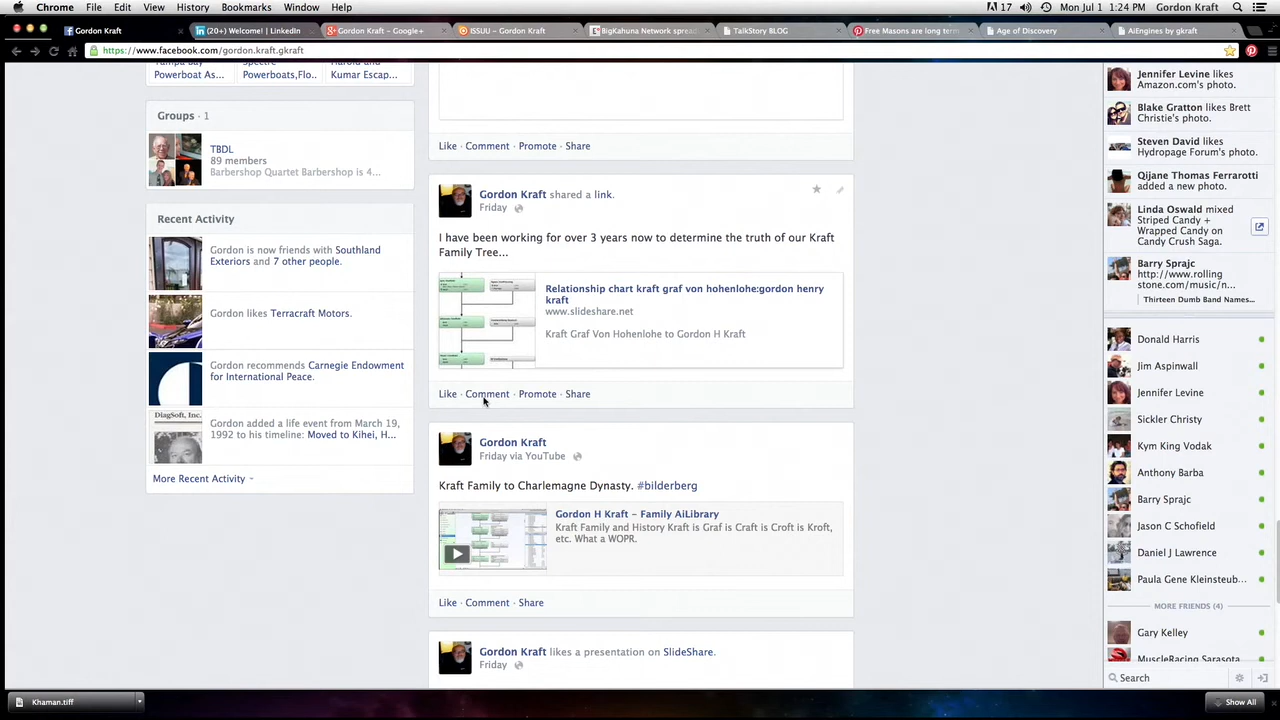 Chrome File Edit View History Bookmarks Window Help
17 Mon Jul 1 1:24 PM Gordon Kraft
Gordon Kraft
(20+) Welcome! | LinkedIn
Gordon Kraft - Google+
ISSUU - Gordon Kraft
BigKahuna Network sprea
TalkStory BLOG
Free Masons are long term
Age of Discovery
AiEngines by gkraft
https://www.facebook.com/gordon.kraft.gkraft
Tampa Bay
Powerboat As...
Spectre
Powerboats,Flo..
Harold and
Kumar Escap...
Groups · 1
TBDL
89 members
Barbershop Quartet Barbershop is 4...
Recent Activity
Gordon is now friends with Southland
Exteriors and 7 other people.
Gordon likes Terracraft Motors.
Gordon recommends Carnegie Endowment
for International Peace.
DiagSoft, Inc.
Gordon added a life event from March 19,
1992 to his timeline: Moved to Kihei, H...
More Recent Activity
Like · Comment · Promote · Share
Gordon Kraft shared a link.
Friday
I have been working for over 3 years now to determine the truth of our Kraft
Family Tree...
Relationship chart kraft graf von hohenlohe:gordon henry
kraft
www.slideshare.net
Kraft Graf Von Hohenlohe to Gordon H Kraft
Like · Comment · Promote · Share
Gordon Kraft
Friday via YouTube
Kraft Family to Charlemagne Dynasty. #bilderberg
Gordon H Kraft - Family AiLibrary
Kraft Family and History Kraft is Graf is Craft is Croft is Kroft,
etc. What a WOPR.
Like · Comment · Share
Gordon Kraft likes a presentation on SlideShare.
Friday
Jennifer Levine likes
Amazon.com's photo.
Blake Gratton likes Brett
Christie's photo.
Steven David likes
Hydropage Forum's photo.
Qijane Thomas Ferrarotti
added a new photo.
Linda Oswald mixed
Striped Candy +
Wrapped Candy on
Candy Crush Saga.
Barry Sprajc
http://www.rolling
stone.com/music/n...
Thirteen Dumb Band Names...
Donald Harris
Jim Aspinwall
Jennifer Levine
Sickler Christy
Kym King Vodak
Anthony Barba
Barry Sprajc
Jason C Schofield
Daniel J Lawrence
Paula Gene Kleinsteub...
MORE FRIENDS (4)
Gary Kelley
MuscleRacing Sarasota
Search
Khaman.tiff
Show All